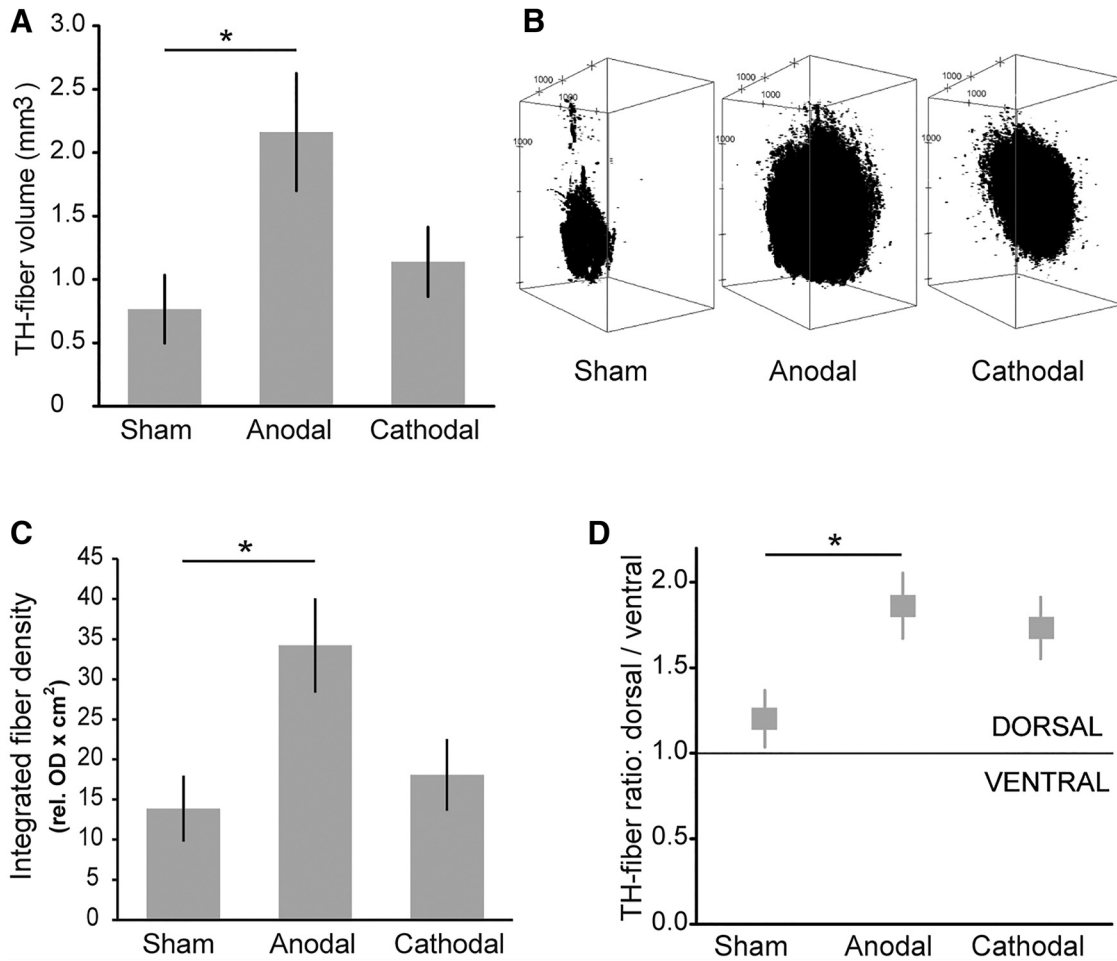 A
TH-fiber volume (mm3 )
3.0
2.5
2.0
1.5
1.0
0.5
0
*
Sham
Anodal
Cathodal
B
1000
1000
1000
1000
1000
1000
1000
1000
1000
Sham
Anodal
Cathodal
C
Integrated fiber density
(rel. OD x cm²)
45
40
35
30
25
20
15
10
5
0
*
Sham
Anodal
Cathodal
D
TH-fiber ratio: dorsal / ventral
2.0
1.5
1.0
0.5
0.0
*
DORSAL
VENTRAL
Sham
Anodal
Cathodal